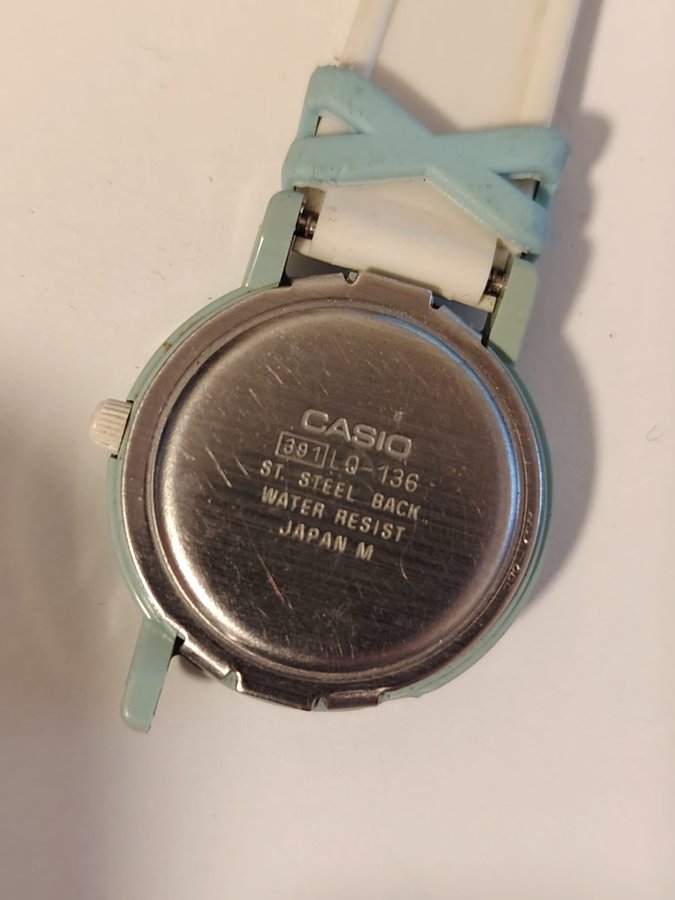 CASIO
391 LQ-136
ST. STEEL BACK
WATER RESIST
JAPAN M